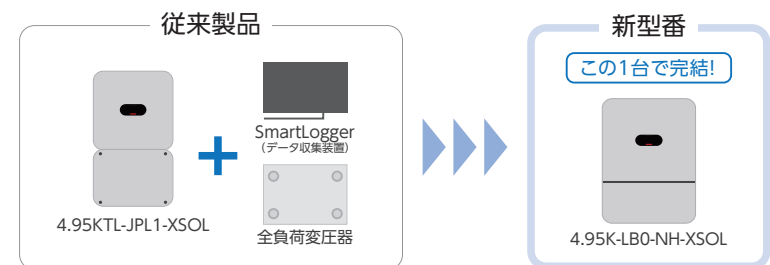 従来製品
4.95KTL-JPL1-XSOL
SmartLogger
(データ収集装置)
全負荷変圧器
新型番
この1台で完結!
4.95K-LB0-NH-XSOL